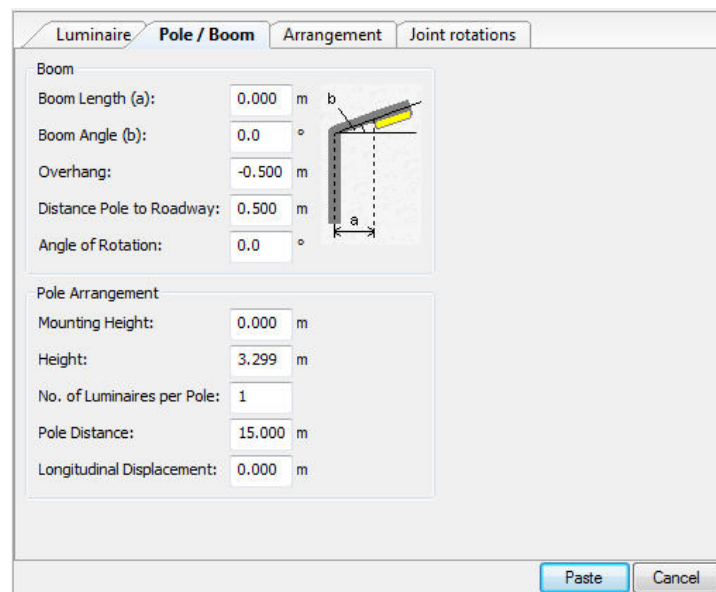 Luminaire Pole / Boom Arrangement Joint rotations
Boom
Boom Length (a): 0.000 m
Boom Angle (b): 0.0 °
Overhang: -0.500 m
Distance Pole to Roadway: 0.500 m
Angle of Rotation: 0.0 °
b
a
Pole Arrangement
Mounting Height: 0.000 m
Height: 3.299 m
No. of Luminaires per Pole: 1
Pole Distance: 15.000 m
Longitudinal Displacement: 0.000 m
Paste Cancel